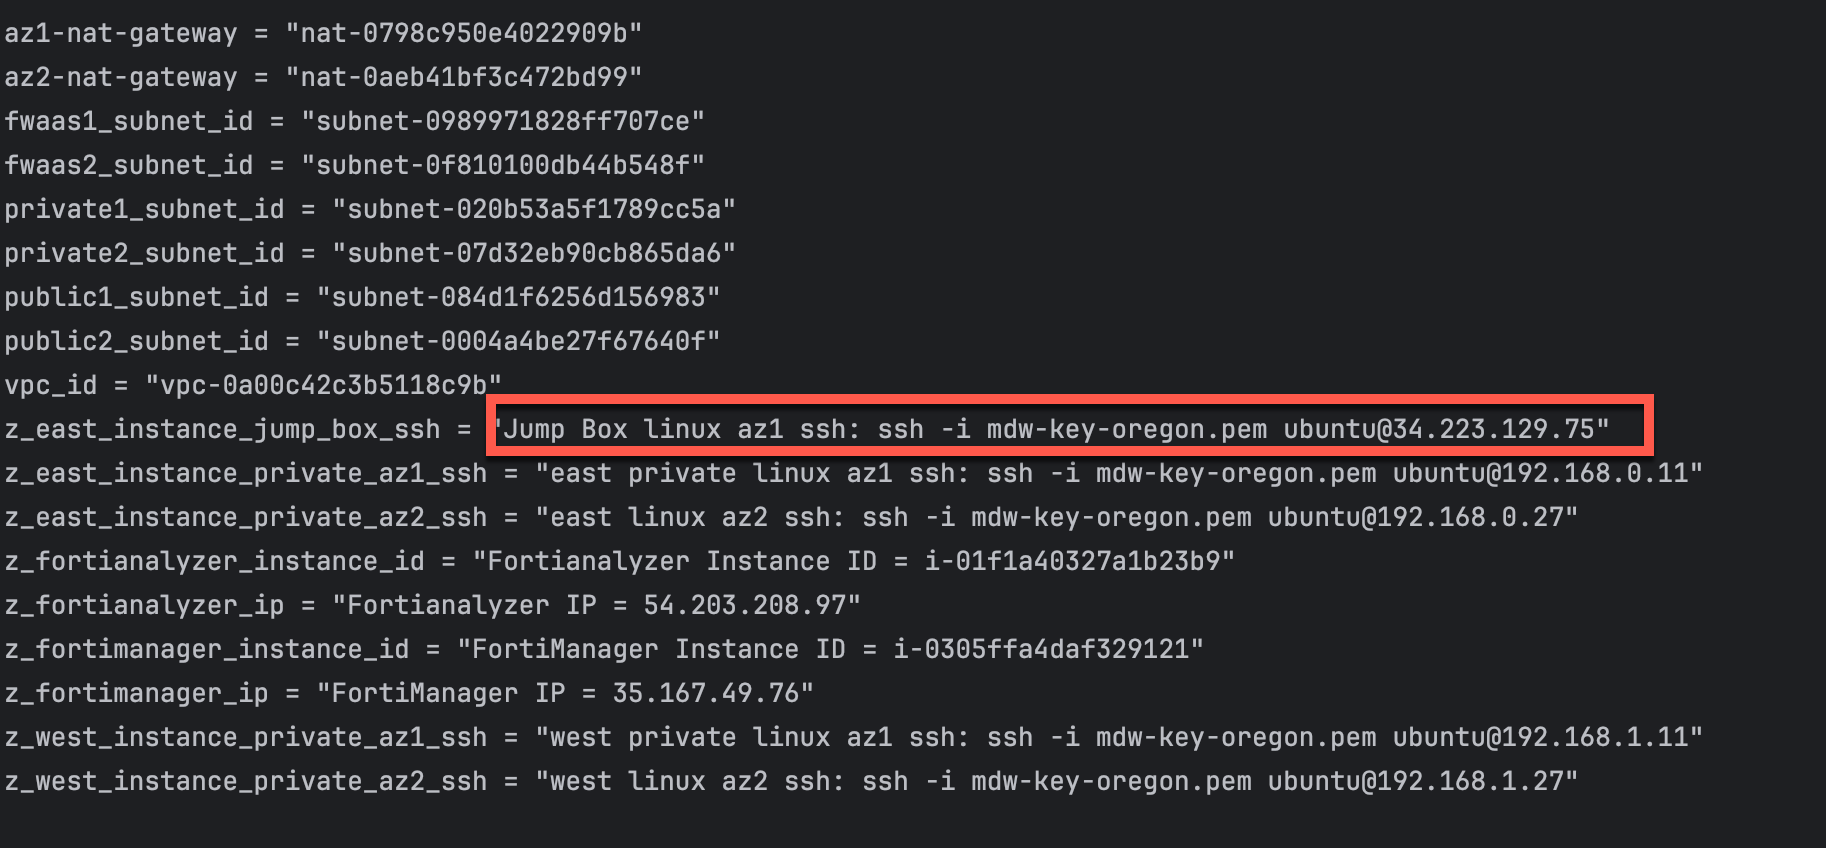 az1-nat-gateway = "nat-0798c950e4022909b"
az2-nat-gateway = "nat-0aeb41bf3c472bd99"
fwaas1_subnet_id = "subnet-0989971828ff707ce"
fwaas2_subnet_id = "subnet-0f810100db44b548f"
private1_subnet_id = "subnet-020b53a5f1789cc5a"
private2_subnet_id = "subnet-07d32eb90cb865da6"
public1_subnet_id = "subnet-084d1f6256d156983"
public2_subnet_id = "subnet-0004a4be27f67640f"
vpc_id = "vpc-0a00c42c3b5118c9b"
z_east_instance_jump_box_ssh = "Jump Box linux az1 ssh: ssh -i mdw-key-oregon.pem ubuntu@34.223.129.75"
z_east_instance_private_az1_ssh = "east private linux az1 ssh: ssh -i mdw-key-oregon.pem ubuntu@192.168.0.11"
z_east_instance_private_az2_ssh = "east linux az2 ssh: ssh -i mdw-key-oregon.pem ubuntu@192.168.0.27"
z_fortianalyzer_instance_id = "Fortianalyzer Instance ID = i-01f1a40327a1b23b9"
z_fortianalyzer_ip = "Fortianalyzer IP = 54.203.208.97"
z_fortimanager_instance_id = "FortiManager Instance ID = i-0305ffa4daf329121"
z_fortimanager_ip = "FortiManager IP = 35.167.49.76"
z_west_instance_private_az1_ssh = "west private linux az1 ssh: ssh -i mdw-key-oregon.pem ubuntu@192.168.1.11"
z_west_instance_private_az2_ssh = "west linux az2 ssh: ssh -i mdw-key-oregon.pem ubuntu@192.168.1.27"